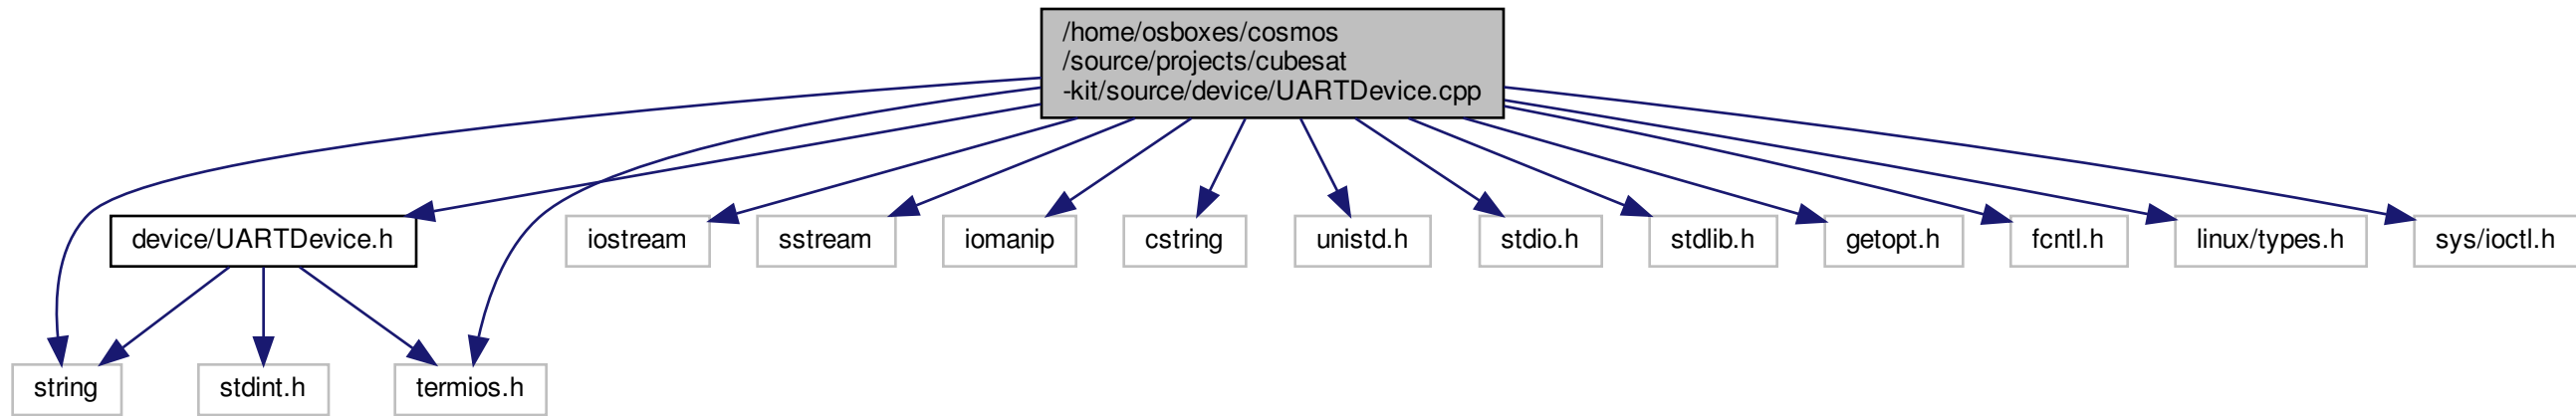 /home/osboxes/cosmos
/source/projects/cubesat
-kit/source/device/UARTDevice.cpp
device/UARTDevice.h
iostream
sstream
iomanip
cstring
unistd.h
stdio.h
stdlib.h
getopt.h
fcntl.h
linux/types.h
sys/ioctl.h
string
stdint.h
termios.h